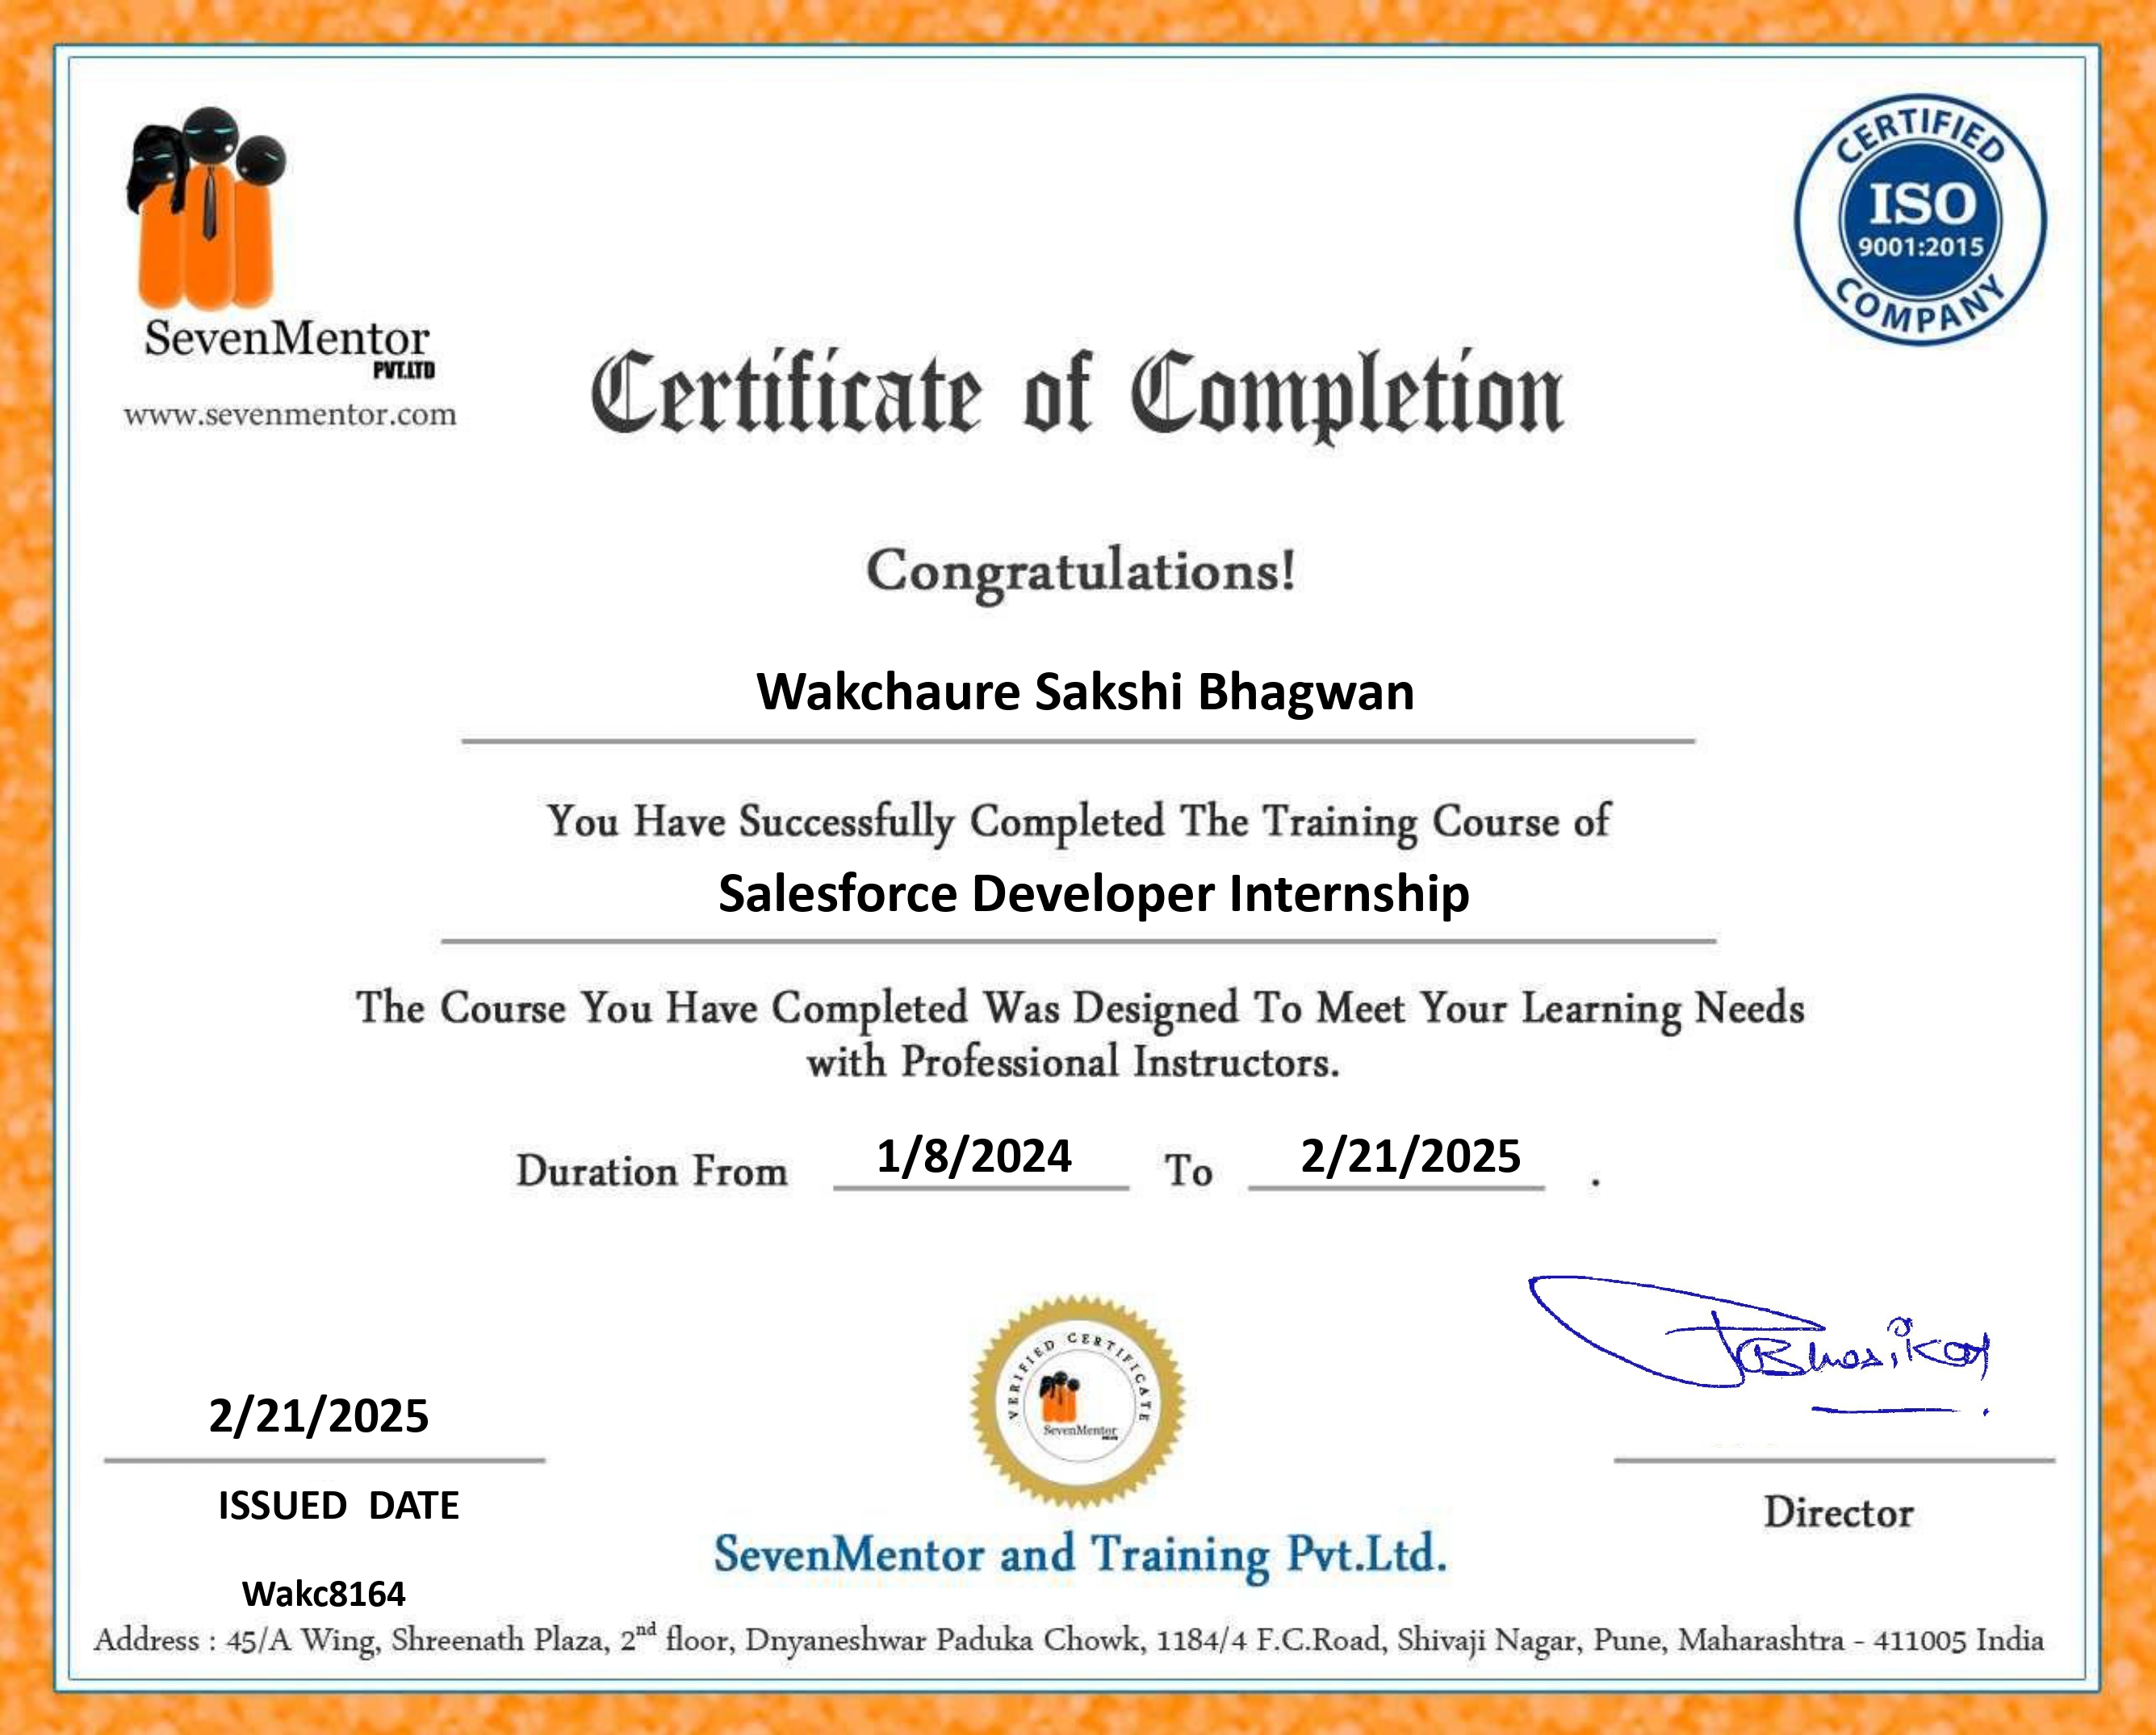 SevenMentor
PVT.LTD
www.sevenmentor.com
CERTIFIED
ISO
9001:2015
COMPANY
Certificate of Completion
Congratulations!
Wakchaure Sakshi Bhagwan
You Have Successfully Completed The Training Course of
Salesforce Developer Internship
The Course You Have Completed Was Designed To Meet Your Learning Needs
with Professional Instructors.
Duration From 1/8/2024 To 2/21/2025 .
2/21/2025
ISSUED DATE
Wakc8164
VERIFIED CERTIFICATE
SevenMentor
SevenMentor and Training Pvt.Ltd.
Director
Address : 45/A Wing, Shreenath Plaza, 2nd floor, Dnyaneshwar Paduka Chowk, 1184/4 F.C.Road, Shivaji Nagar, Pune, Maharashtra - 411005 India